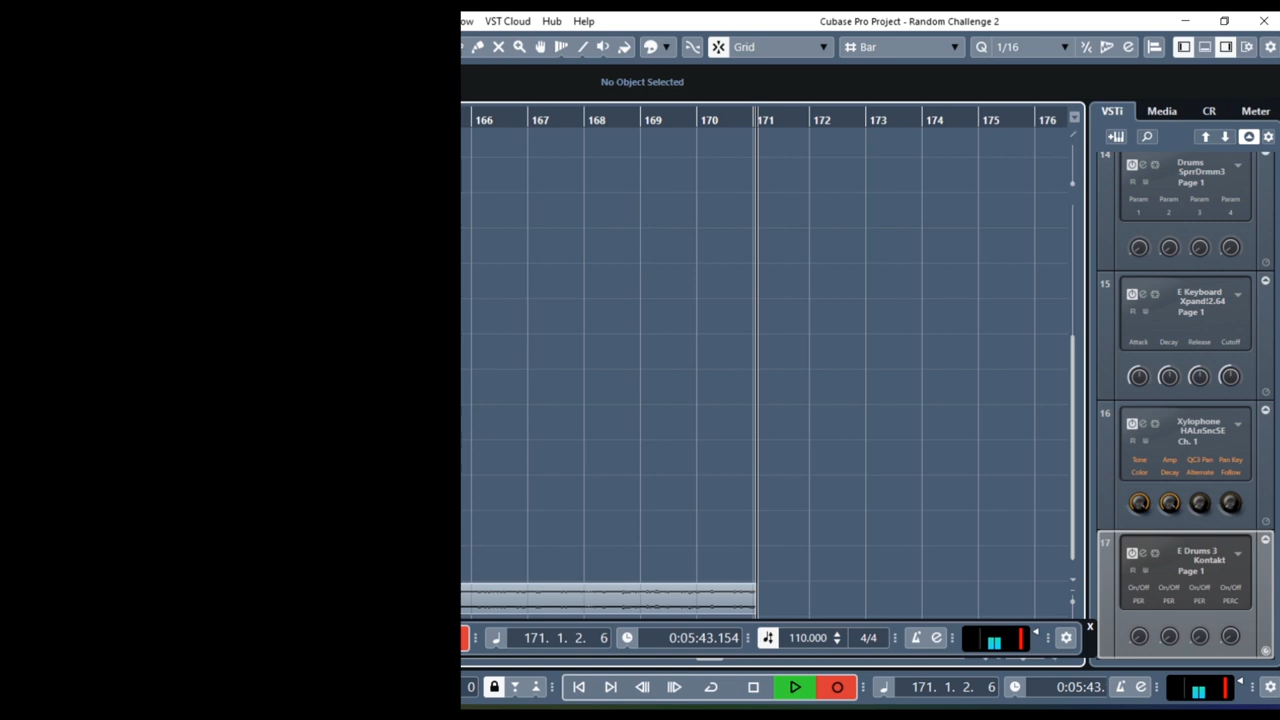 ow VST Cloud Hub Help
Cubase Pro Project - Random Challenge 2
Grid Bar Q 1/16
No Object Selected
166 167 168 169 170 171 172 173 174 175 176
VSTi Media CR Meter
14
Drums
SprrDrmm3
R W Page 1
Param Param Param Param
1 2 3 4
15
E Keyboard
Xpand!2.64
R W Page 1
Attack Decay Release Cutoff
16
Xylophone
HALnSncSE
R W Ch. 1
Tone Amp QC3 Pan Pan Key
Color Decay Alternate Follow
17
E Drums 3
Kontakt
R W Page 1
On/Off On/Off On/Off On/Off
PER PER PER PERC
171. 1. 2. 6 0:05:43.154 110.000 4/4 X
0 171. 1. 2. 6 0:05:43.